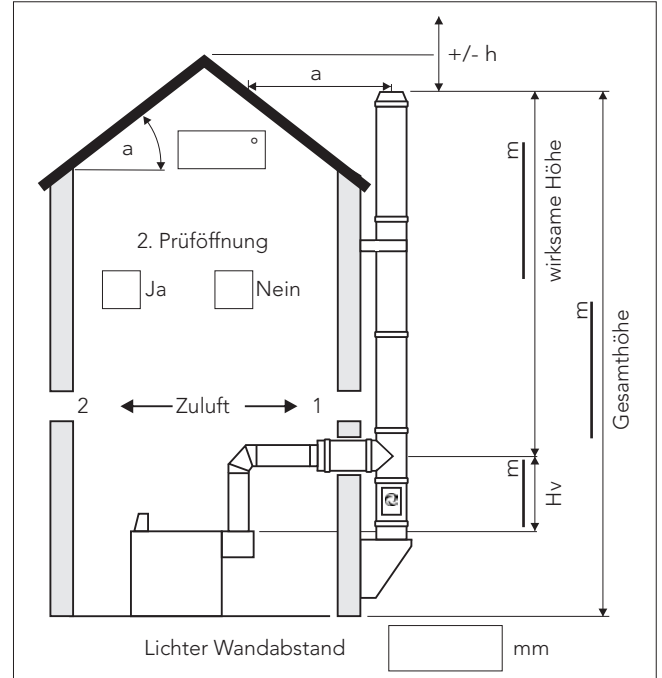 +/- h
a
a
°
m
wirksame Höhe
m
Gesamthöhe
2. Prüföffnung
Ja
Nein
2
Zuluft
1
m
Hv
Lichter Wandabstand
mm